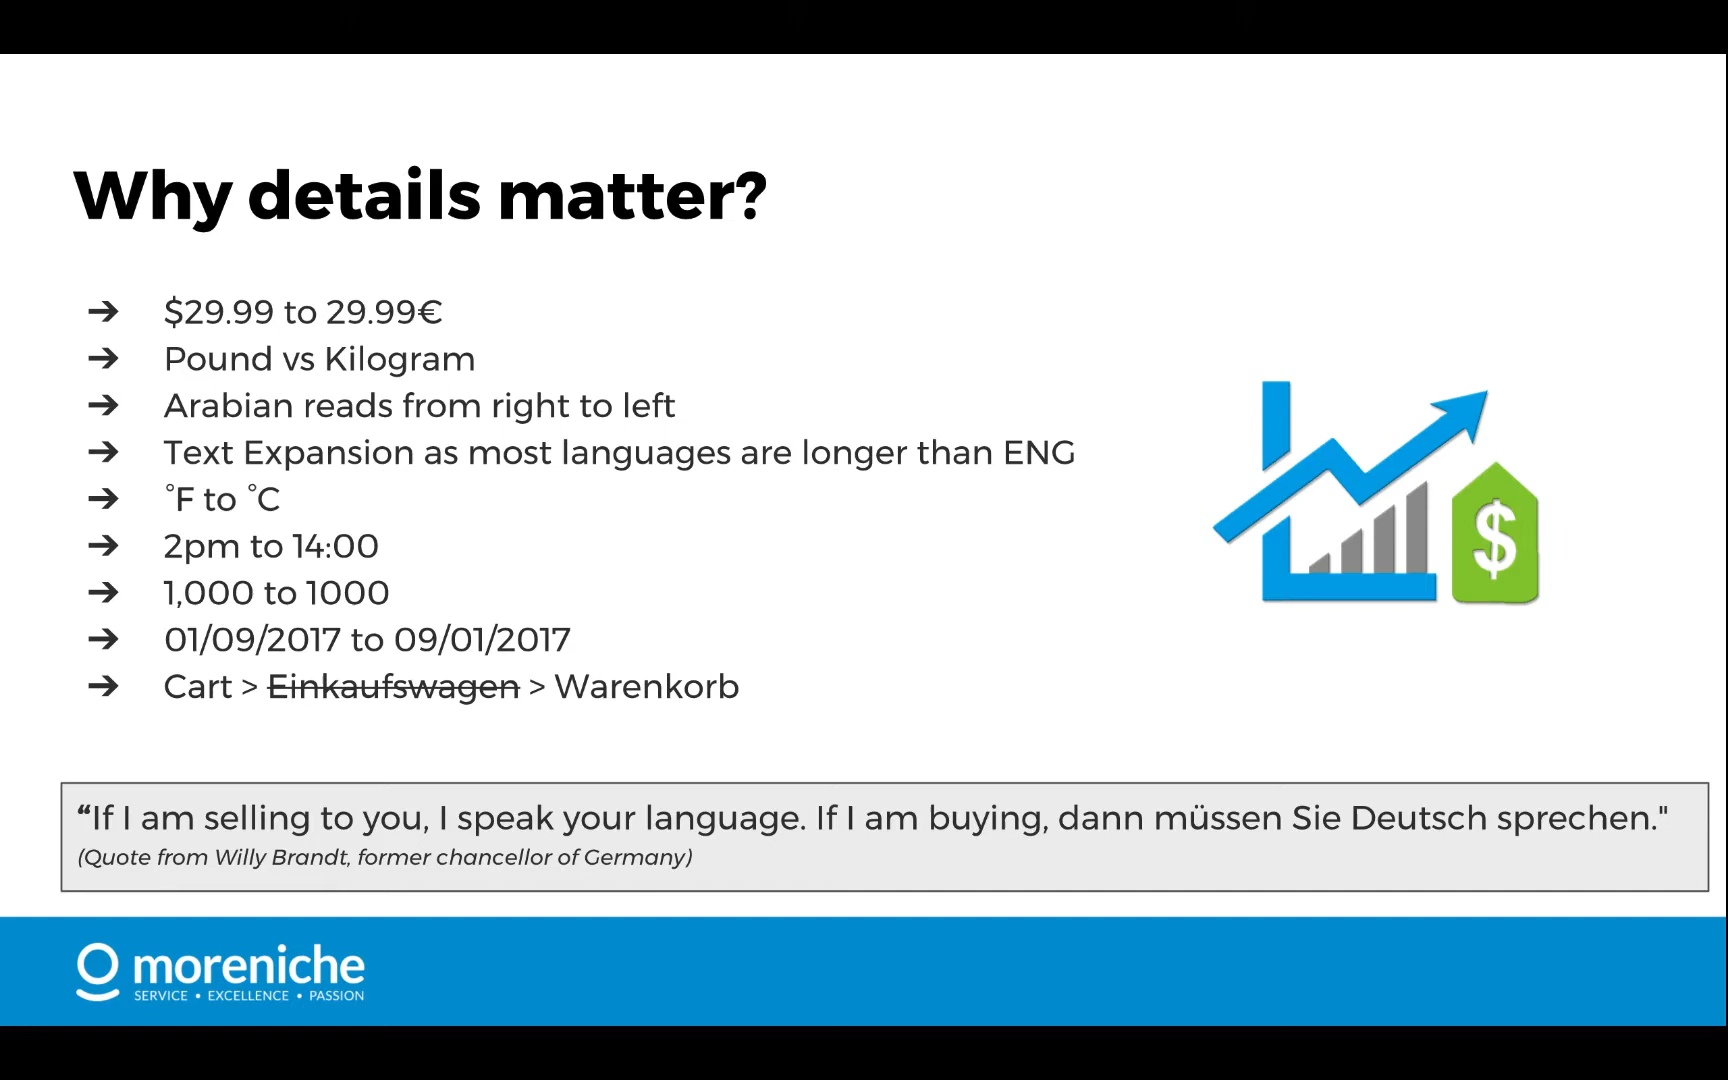 Why details matter?
➔ $29.99 to 29.99€
➔ Pound vs Kilogram
➔ Arabian reads from right to left
➔ Text Expansion as most languages are longer than ENG
➔ °F to °C
➔ 2pm to 14:00
➔ 1,000 to 1000
➔ 01/09/2017 to 09/01/2017
➔ Cart > Einkaufswagen > Warenkorb
$
“If I am selling to you, I speak your language. If I am buying, dann müssen Sie Deutsch sprechen."
(Quote from Willy Brandt, former chancellor of Germany)
moreniche
SERVICE • EXCELLENCE • PASSION